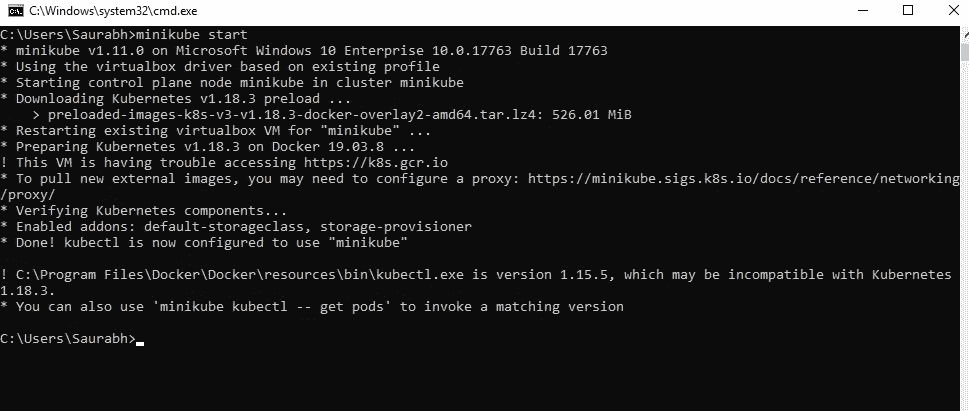 C:\Windows\system32\cmd.exe
C:\Users\Saurabh>minikube start
* minikube v1.11.0 on Microsoft Windows 10 Enterprise 10.0.17763 Build 17763
* Using the virtualbox driver based on existing profile
* Starting control plane node minikube in cluster minikube
* Downloading Kubernetes v1.18.3 preload ...
    > preloaded-images-k8s-v3-v1.18.3-docker-overlay2-amd64.tar.lz4: 526.01 MiB
* Restarting existing virtualbox VM for "minikube" ...
* Preparing Kubernetes v1.18.3 on Docker 19.03.8 ...
! This VM is having trouble accessing https://k8s.gcr.io
* To pull new external images, you may need to configure a proxy: https://minikube.sigs.k8s.io/docs/reference/networking
/proxy/
* Verifying Kubernetes components...
* Enabled addons: default-storageclass, storage-provisioner
* Done! kubectl is now configured to use "minikube"
! C:\Program Files\Docker\Docker\resources\bin\kubectl.exe is version 1.15.5, which may be incompatible with Kubernetes
1.18.3.
* You can also use 'minikube kubectl -- get pods' to invoke a matching version
C:\Users\Saurabh>